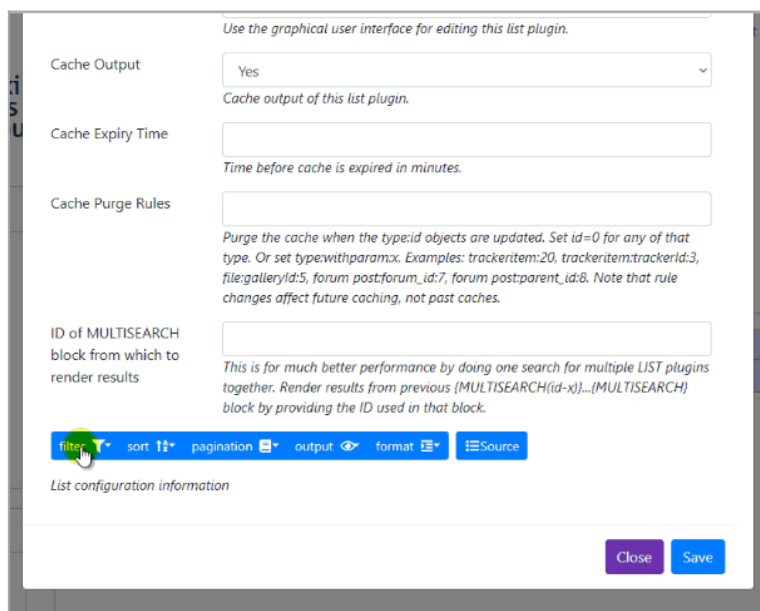 Use the graphical user interface for editing this list plugin.
Cache Output
Yes
Cache output of this list plugin.
Cache Expiry Time
Time before cache is expired in minutes.
Cache Purge Rules
Purge the cache when the type:id objects are updated. Set id=0 for any of that
type. Or set type:withparam:x. Examples: trackeritem:20, trackeritem:trackerId:3,
file:galleryId:5, forum post:forum_id:7, forum post:parent_id:8. Note that rule
changes affect future caching, not past caches.
ID of MULTISEARCH
block from which to
render results
This is for much better performance by doing one search for multiple LIST plugins
together. Render results from previous {MULTISEARCH(id-x)}...{MULTISEARCH}
block by providing the ID used in that block.
filter sort pagination output format Source
List configuration information
Close Save